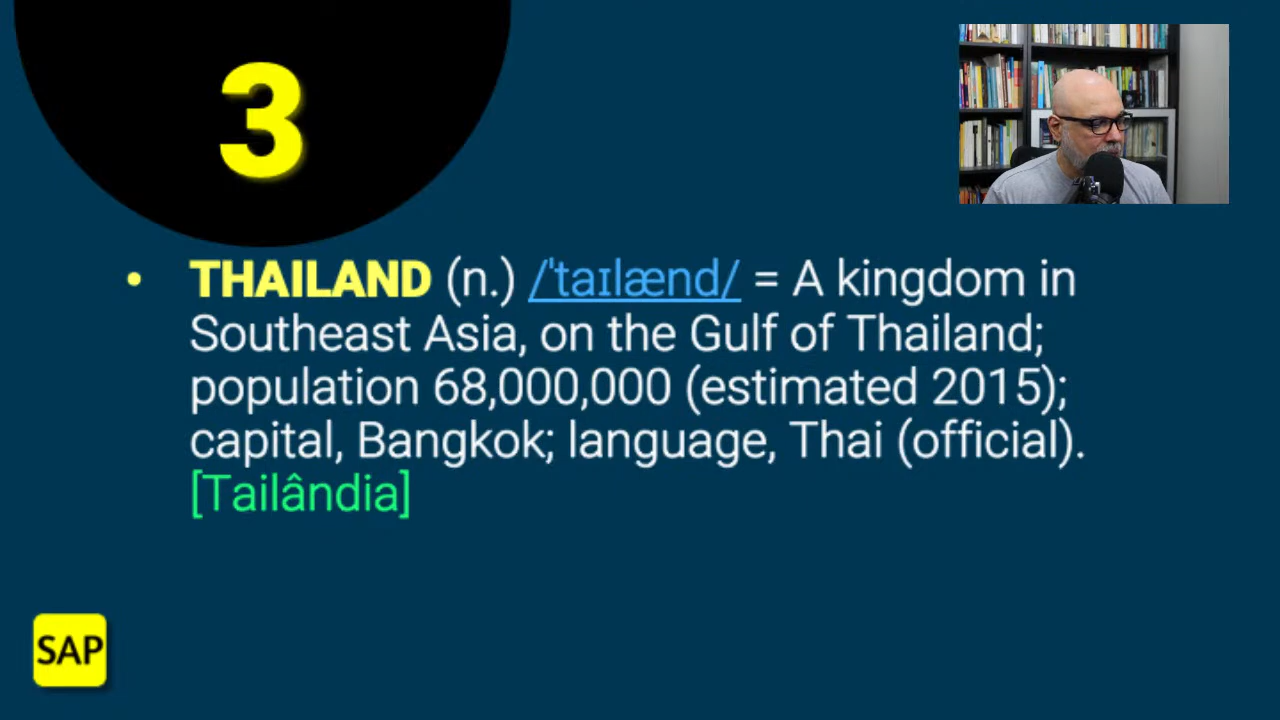 3
• THAILAND (n.) /ˈtaɪlænd/ = A kingdom in
Southeast Asia, on the Gulf of Thailand;
population 68,000,000 (estimated 2015);
capital, Bangkok; language, Thai (official).
[Tailândia]
SAP